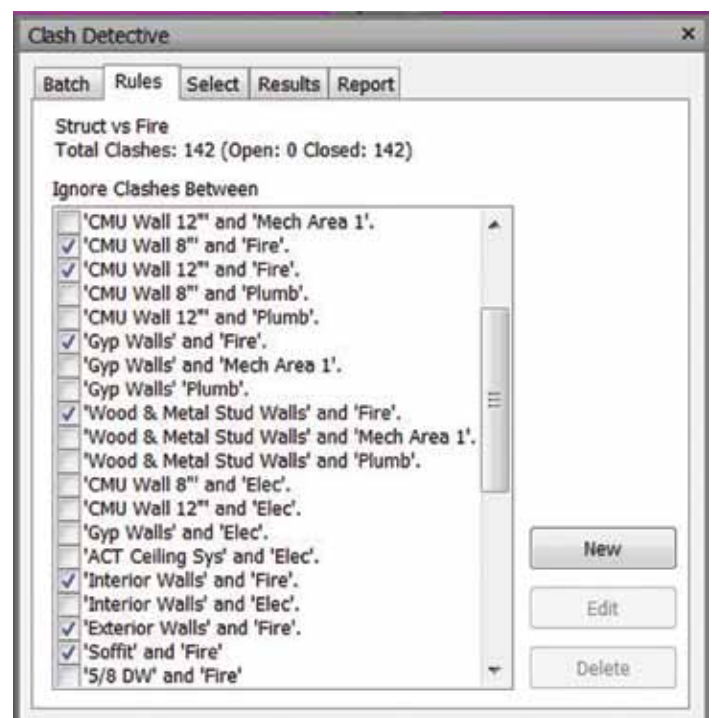 Clash Detective
Batch Rules Select Results Report
Struct vs Fire
Total Clashes: 142 (Open: 0 Closed: 142)
Ignore Clashes Between
'CMU Wall 12"' and 'Mech Area 1'.
'CMU Wall 8"' and 'Fire'.
'CMU Wall 12"' and 'Fire'.
'CMU Wall 8"' and 'Plumb'.
'CMU Wall 12"' and 'Plumb'.
'Gyp Walls' and 'Fire'.
'Gyp Walls' and 'Mech Area 1'.
'Gyp Walls' 'Plumb'.
'Wood & Metal Stud Walls' and 'Fire'.
'Wood & Metal Stud Walls' and 'Mech Area 1'.
'Wood & Metal Stud Walls' and 'Plumb'.
'CMU Wall 8"' and 'Elec'.
'CMU Wall 12"' and 'Elec'.
'Gyp Walls' and 'Elec'.
'ACT Ceiling Sys' and 'Elec'.
'Interior Walls' and 'Fire'.
'Interior Walls' and 'Elec'.
'Exterior Walls' and 'Fire'.
'Soffit' and 'Fire'
'5/8 DW' and 'Fire'
New
Edit
Delete